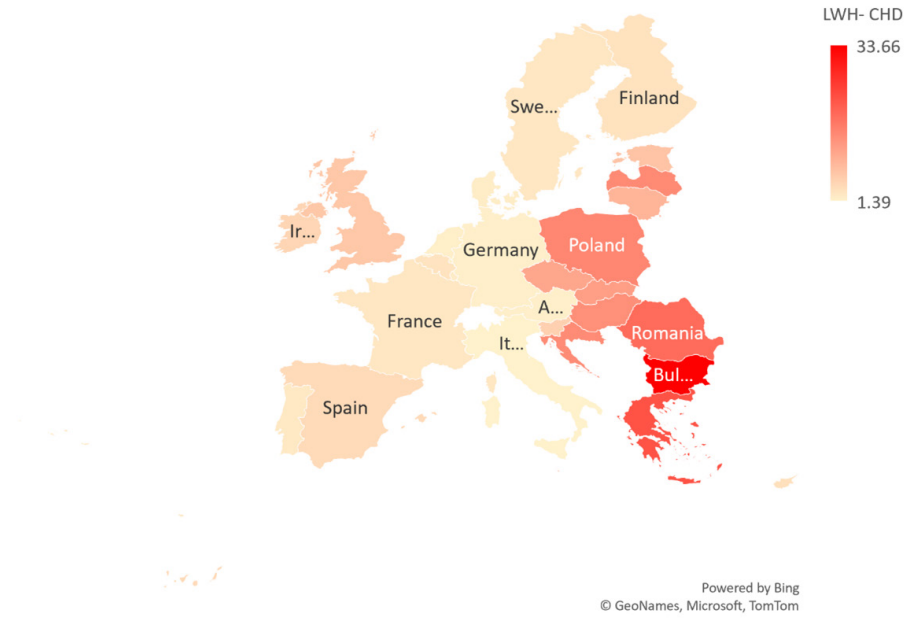 LWH- CHD
33.66
1.39
Swe...
Finland
Ir...
Germany
Poland
A...
France
Romania
It...
Bul...
Spain
Powered by Bing
© GeoNames, Microsoft, TomTom